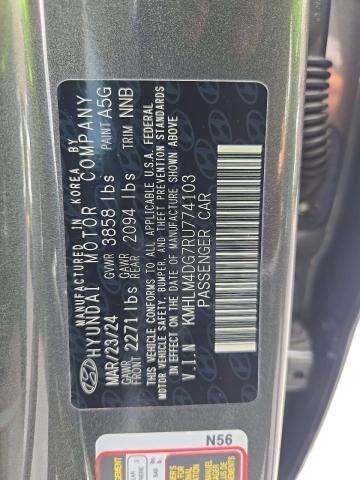 MANUFACTURED IN KOREA BY
HYUNDAI MOTOR COMPANY
MAR/23/24 GVWR 3858 lbs PAINT A5G
GAWR FRONT 2271 lbs GAWR REAR 2094 lbs TRIM NNB
THIS VEHICLE CONFORMS TO ALL APPLICABLE U.S.A. FEDERAL
MOTOR VEHICLE SAFETY, BUMPER, AND THEFT PREVENTION STANDARDS
IN EFFECT ON THE DATE OF MANUFACTURE SHOWN ABOVE
V.I.N KMHLM4DG7RU774103
PASSENGER CAR
N56